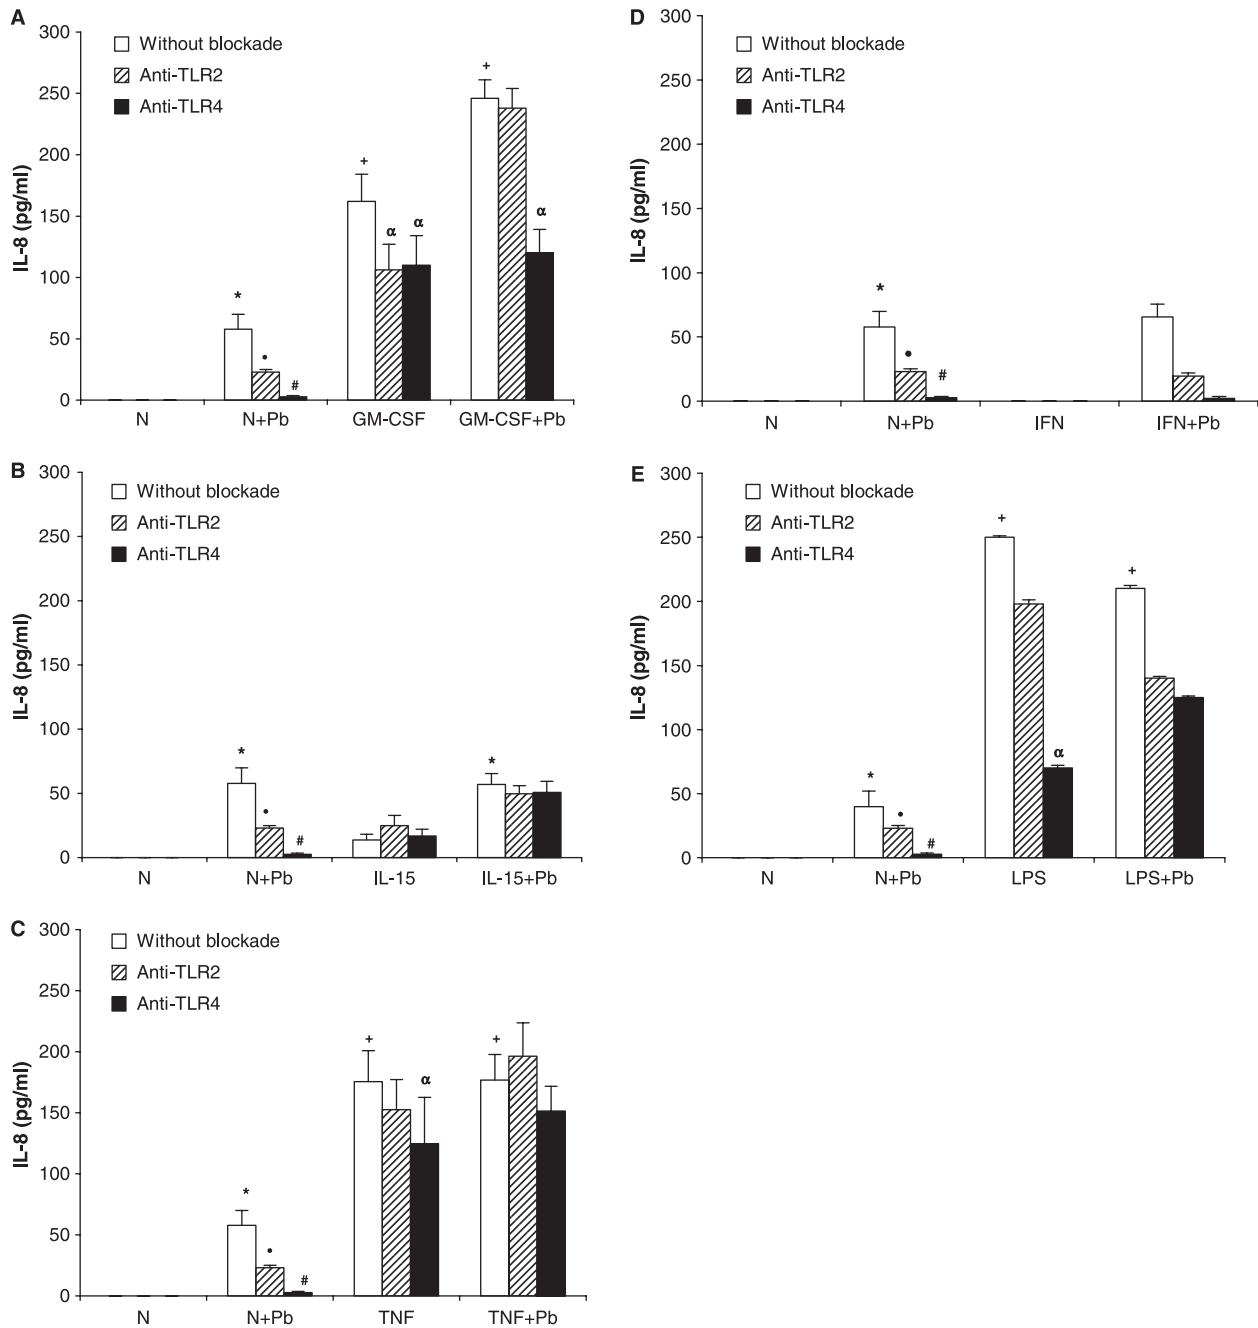 A
300
250
200
150
100
50
0
IL-8 (pg/ml)
Without blockade
Anti-TLR2
Anti-TLR4
* • # + α α + α
N N+Pb GM-CSF GM-CSF+Pb
B
300
250
200
150
100
50
0
IL-8 (pg/ml)
Without blockade
Anti-TLR2
Anti-TLR4
* • # *
N N+Pb IL-15 IL-15+Pb
C
300
250
200
150
100
50
0
IL-8 (pg/ml)
Without blockade
Anti-TLR2
Anti-TLR4
* • # + α +
N N+Pb TNF TNF+Pb
D
300
250
200
150
100
50
0
IL-8 (pg/ml)
Without blockade
Anti-TLR2
Anti-TLR4
* • #
N N+Pb IFN IFN+Pb
E
300
250
200
150
100
50
0
IL-8 (pg/ml)
Without blockade
Anti-TLR2
Anti-TLR4
* • # + α +
N N+Pb LPS LPS+Pb